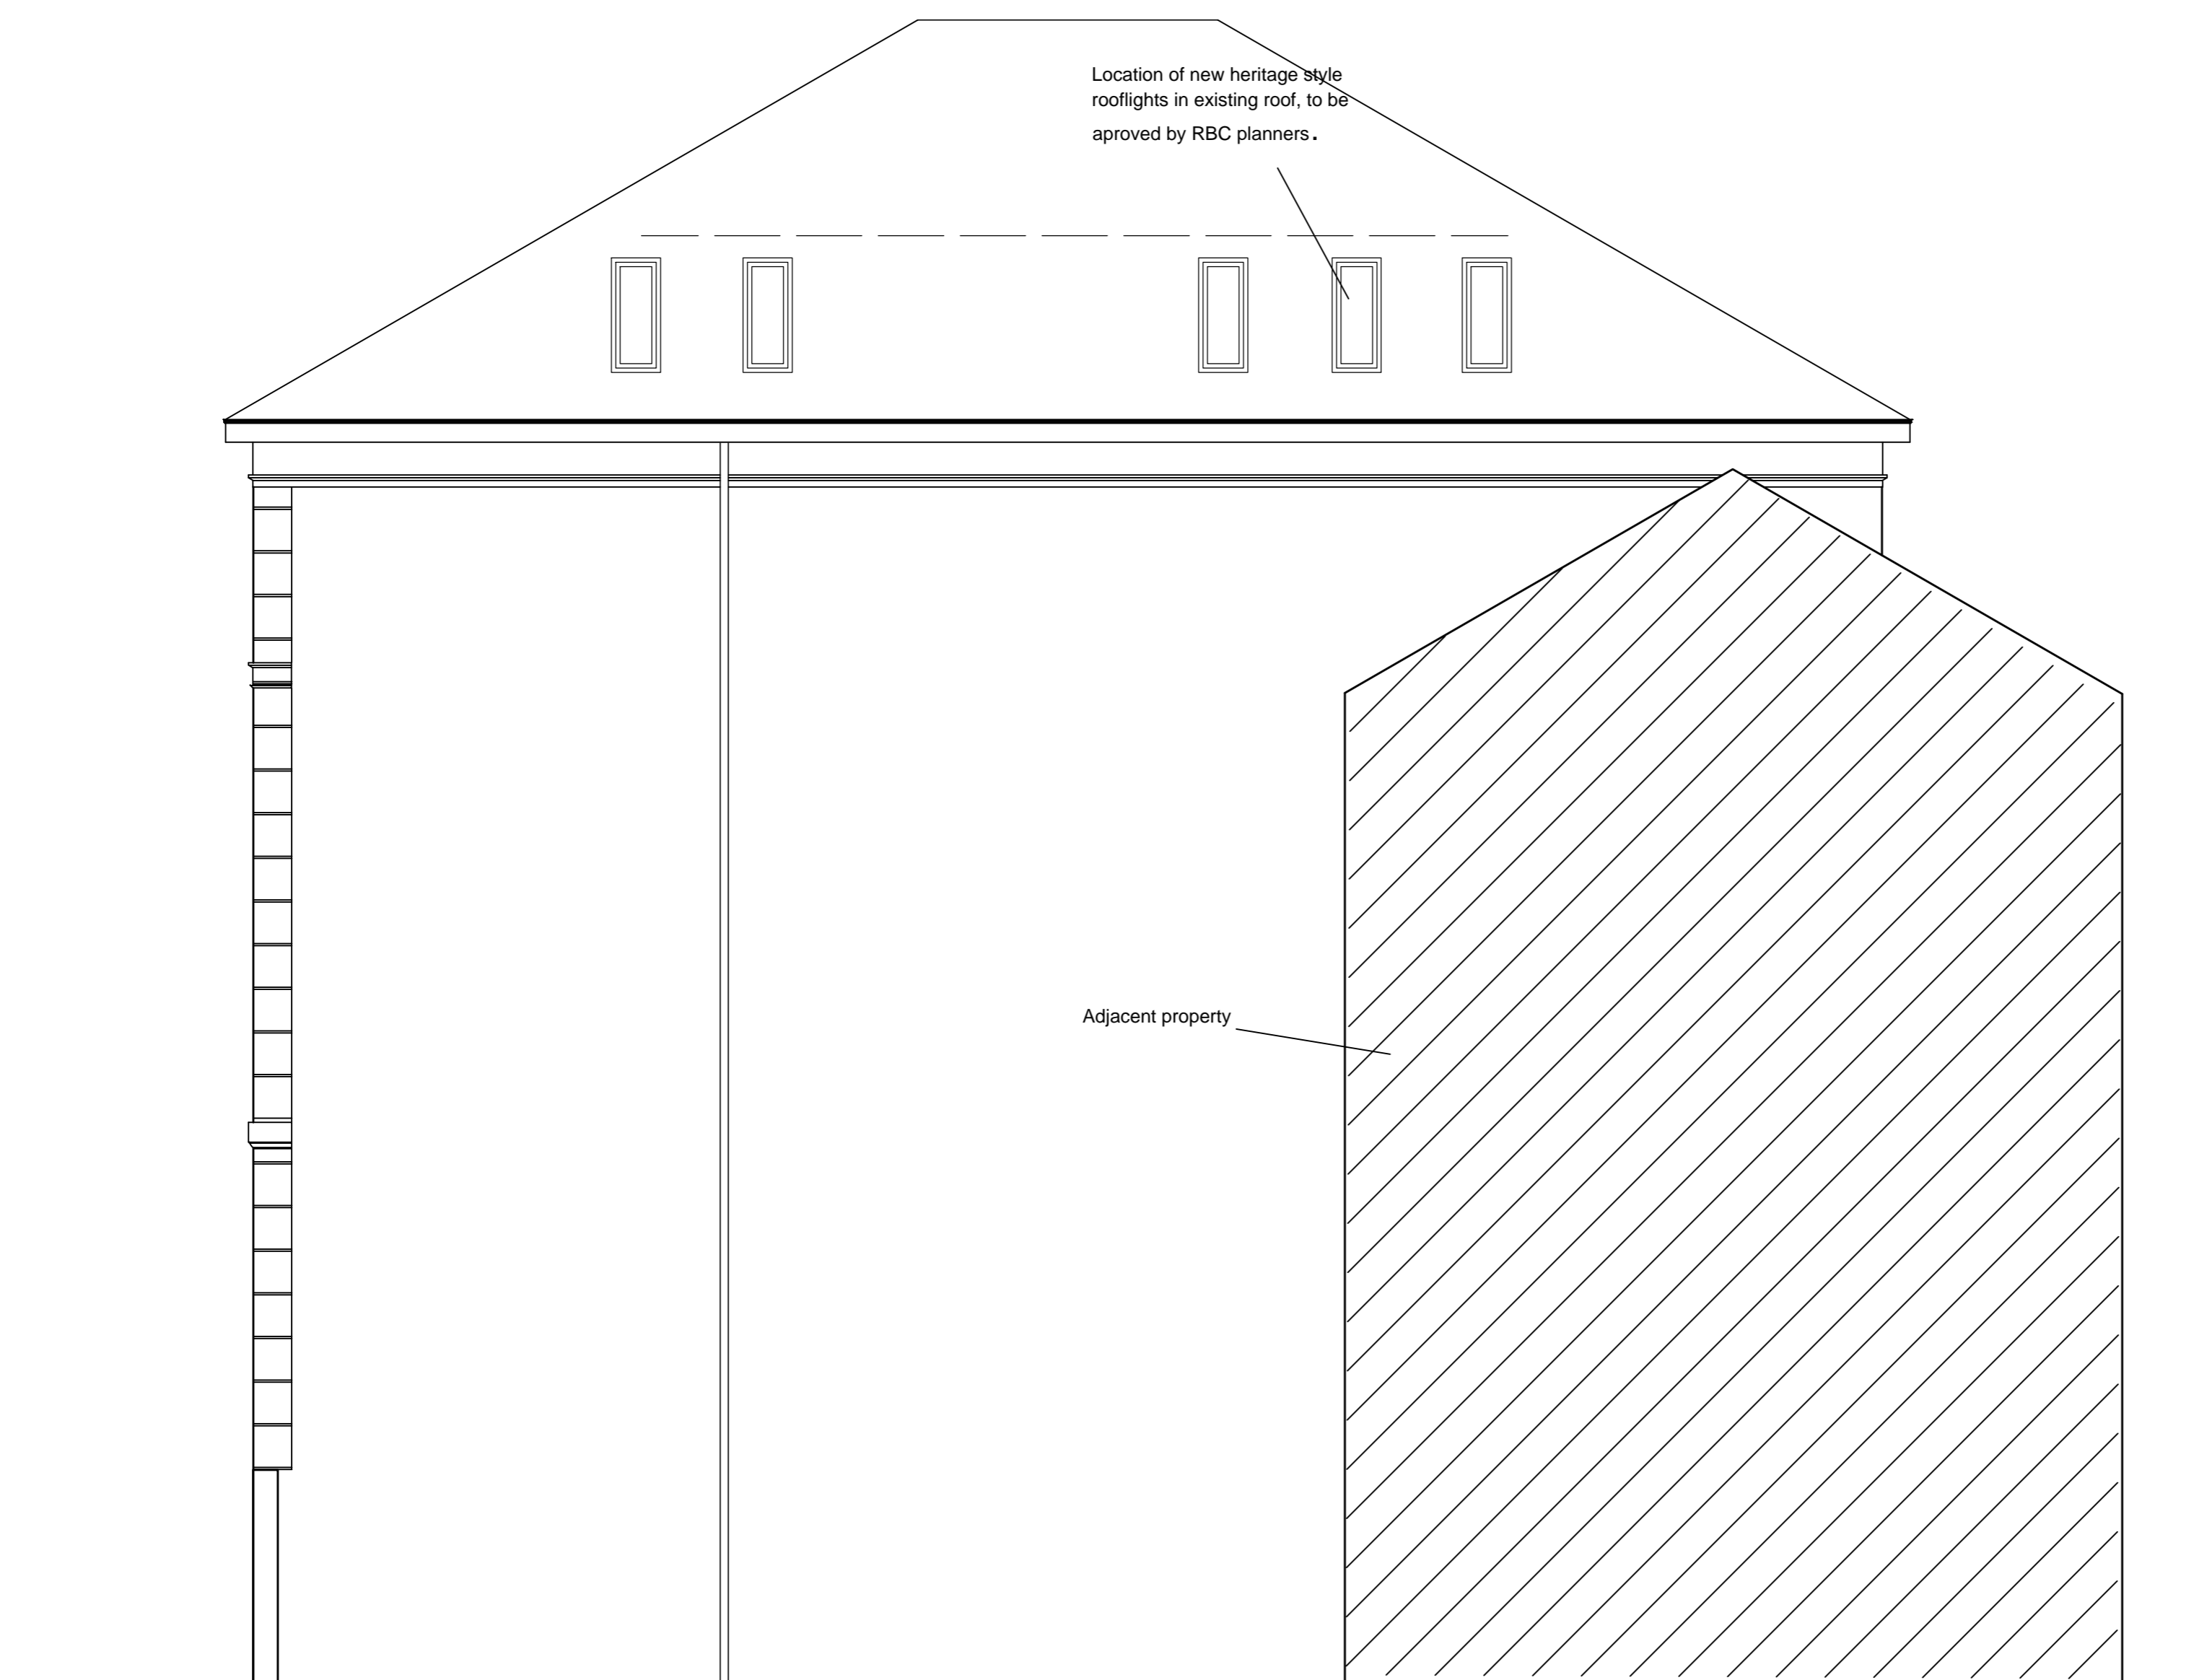 Location of new heritage style
rooflights in existing roof, to be
aproved by RBC planners.
Adjacent property